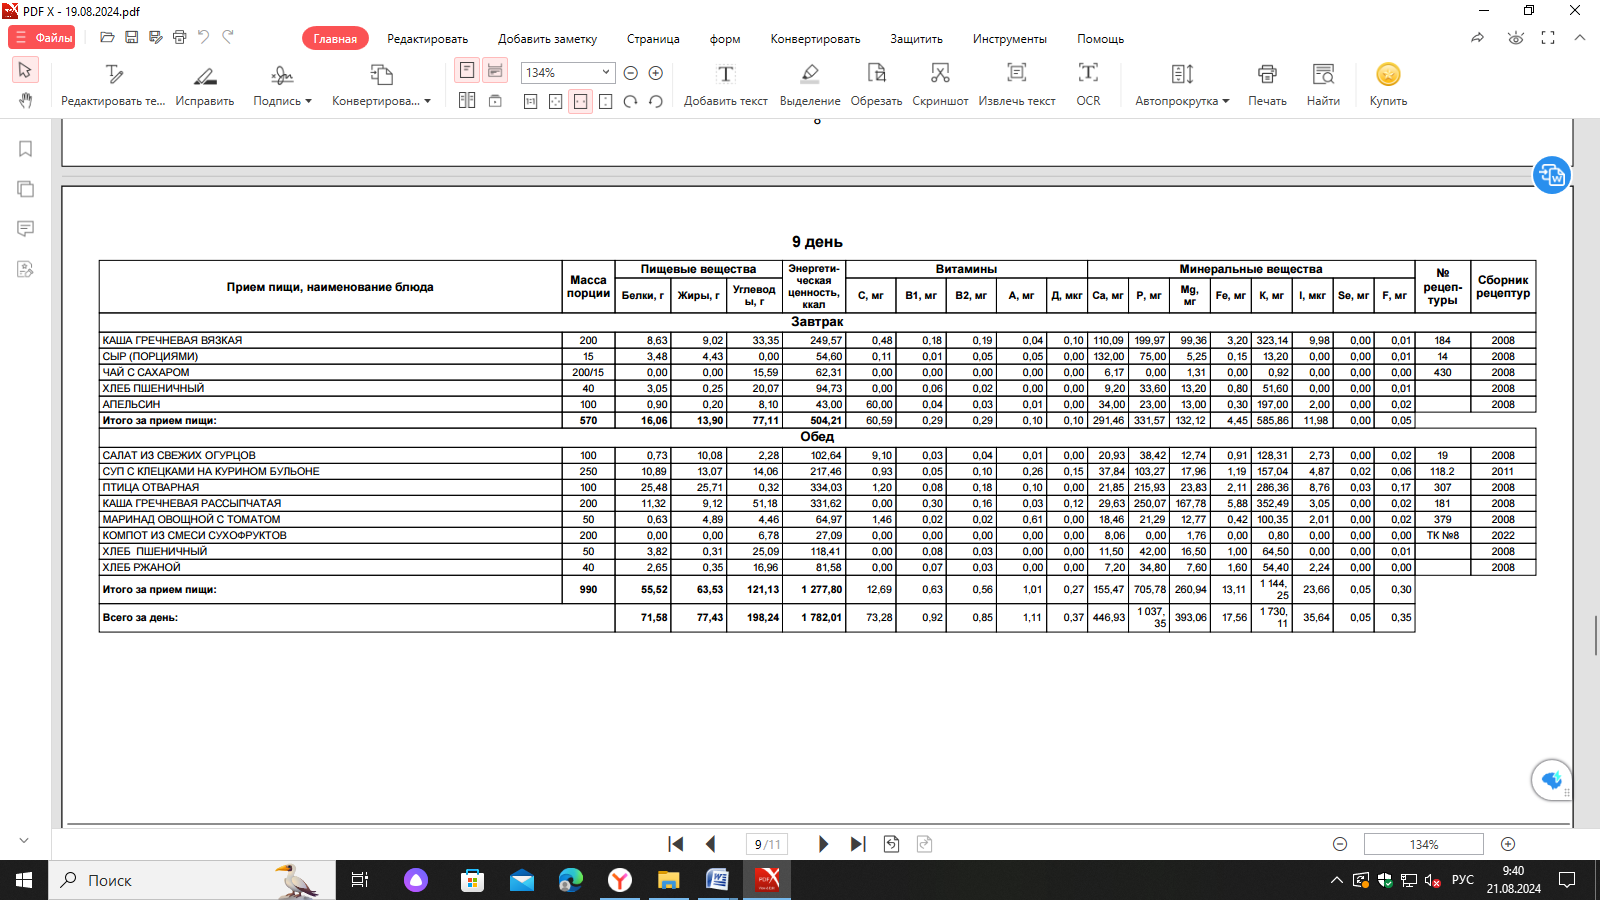 PDF X - 19.08.2024.pdf
Файлы
Главная Редактировать Добавить заметку Страница форм Конвертировать Защитить Инструменты Помощь
134%
Редактировать те... Исправить Подпись Конвертирова... Добавить текст Выделение Обрезать Скриншот Извлечь текст OCR Автопрокрутка Печать Найти Купить
8
9 день
Прием пищи, наименование блюда Масса порции Пищевые вещества Энергети-ческая ценность, ккал Витамины Минеральные вещества № рецеп-туры Сборник рецептур
Белки, г Жиры, г Углеводы, г С, мг В1, мг В2, мг А, мг Д, мкг Ca, мг P, мг Mg, мг Fe, мг К, мг I, мкг Se, мг F, мг
Завтрак
КАША ГРЕЧНЕВАЯ ВЯЗКАЯ 200 8,63 9,02 33,35 249,57 0,48 0,18 0,19 0,04 0,10 110,09 199,97 99,36 3,20 323,14 9,98 0,00 0,01 184 2008
СЫР (ПОРЦИЯМИ) 15 3,48 4,43 0,00 54,60 0,11 0,01 0,05 0,05 0,00 132,00 75,00 5,25 0,15 13,20 0,00 0,00 0,01 14 2008
ЧАЙ С САХАРОМ 200/15 0,00 0,00 15,59 62,31 0,00 0,00 0,00 0,00 0,00 6,17 0,00 1,31 0,00 0,92 0,00 0,00 0,00 430 2008
ХЛЕБ ПШЕНИЧНЫЙ 40 3,05 0,25 20,07 94,73 0,00 0,06 0,02 0,00 0,00 9,20 33,60 13,20 0,80 51,60 0,00 0,00 0,01 2008
АПЕЛЬСИН 100 0,90 0,20 8,10 43,00 60,00 0,04 0,03 0,01 0,00 34,00 23,00 13,00 0,30 197,00 2,00 0,00 0,02 2008
Итого за прием пищи: 570 16,06 13,90 77,11 504,21 60,59 0,29 0,29 0,10 0,10 291,46 331,57 132,12 4,45 585,86 11,98 0,00 0,05
Обед
САЛАТ ИЗ СВЕЖИХ ОГУРЦОВ 100 0,73 10,08 2,28 102,64 9,10 0,03 0,04 0,01 0,00 20,93 38,42 12,74 0,91 128,31 2,73 0,00 0,02 19 2008
СУП С КЛЕЦКАМИ НА КУРИНОМ БУЛЬОНЕ 250 10,89 13,07 14,06 217,46 0,93 0,05 0,10 0,26 0,15 37,84 103,27 17,96 1,19 157,04 4,87 0,02 0,06 118.2 2011
ПТИЦА ОТВАРНАЯ 100 25,48 25,71 0,32 334,03 1,20 0,08 0,18 0,10 0,00 21,85 215,93 23,83 2,11 286,36 8,76 0,03 0,17 307 2008
КАША ГРЕЧНЕВАЯ РАССЫПЧАТАЯ 200 11,32 9,12 51,18 331,62 0,00 0,30 0,16 0,03 0,12 29,63 250,07 167,78 5,88 352,49 3,05 0,00 0,02 181 2008
МАРИНАД ОВОЩНОЙ С ТОМАТОМ 50 0,63 4,89 4,46 64,97 1,46 0,02 0,02 0,61 0,00 18,46 21,29 12,77 0,42 100,35 2,01 0,00 0,02 379 2008
КОМПОТ ИЗ СМЕСИ СУХОФРУКТОВ 200 0,00 0,00 6,78 27,09 0,00 0,00 0,00 0,00 0,00 8,06 0,00 1,76 0,00 0,80 0,00 0,00 0,00 ТК №8 2022
ХЛЕБ ПШЕНИЧНЫЙ 50 3,82 0,31 25,09 118,41 0,00 0,08 0,03 0,00 0,00 11,50 42,00 16,50 1,00 64,50 0,00 0,00 0,01 2008
ХЛЕБ РЖАНОЙ 40 2,65 0,35 16,96 81,58 0,00 0,07 0,03 0,00 0,00 7,20 34,80 7,60 1,60 54,40 2,24 0,00 0,00 2008
Итого за прием пищи: 990 55,52 63,53 121,13 1 277,80 12,69 0,63 0,56 1,01 0,27 155,47 705,78 260,94 13,11 1 144,25 23,66 0,05 0,30
Всего за день: 71,58 77,43 198,24 1 782,01 73,28 0,92 0,85 1,11 0,37 446,93 1 037,35 393,06 17,56 1 730,11 35,64 0,05 0,35
9 /11 134%
Поиск РУС 9:40
21.08.2024